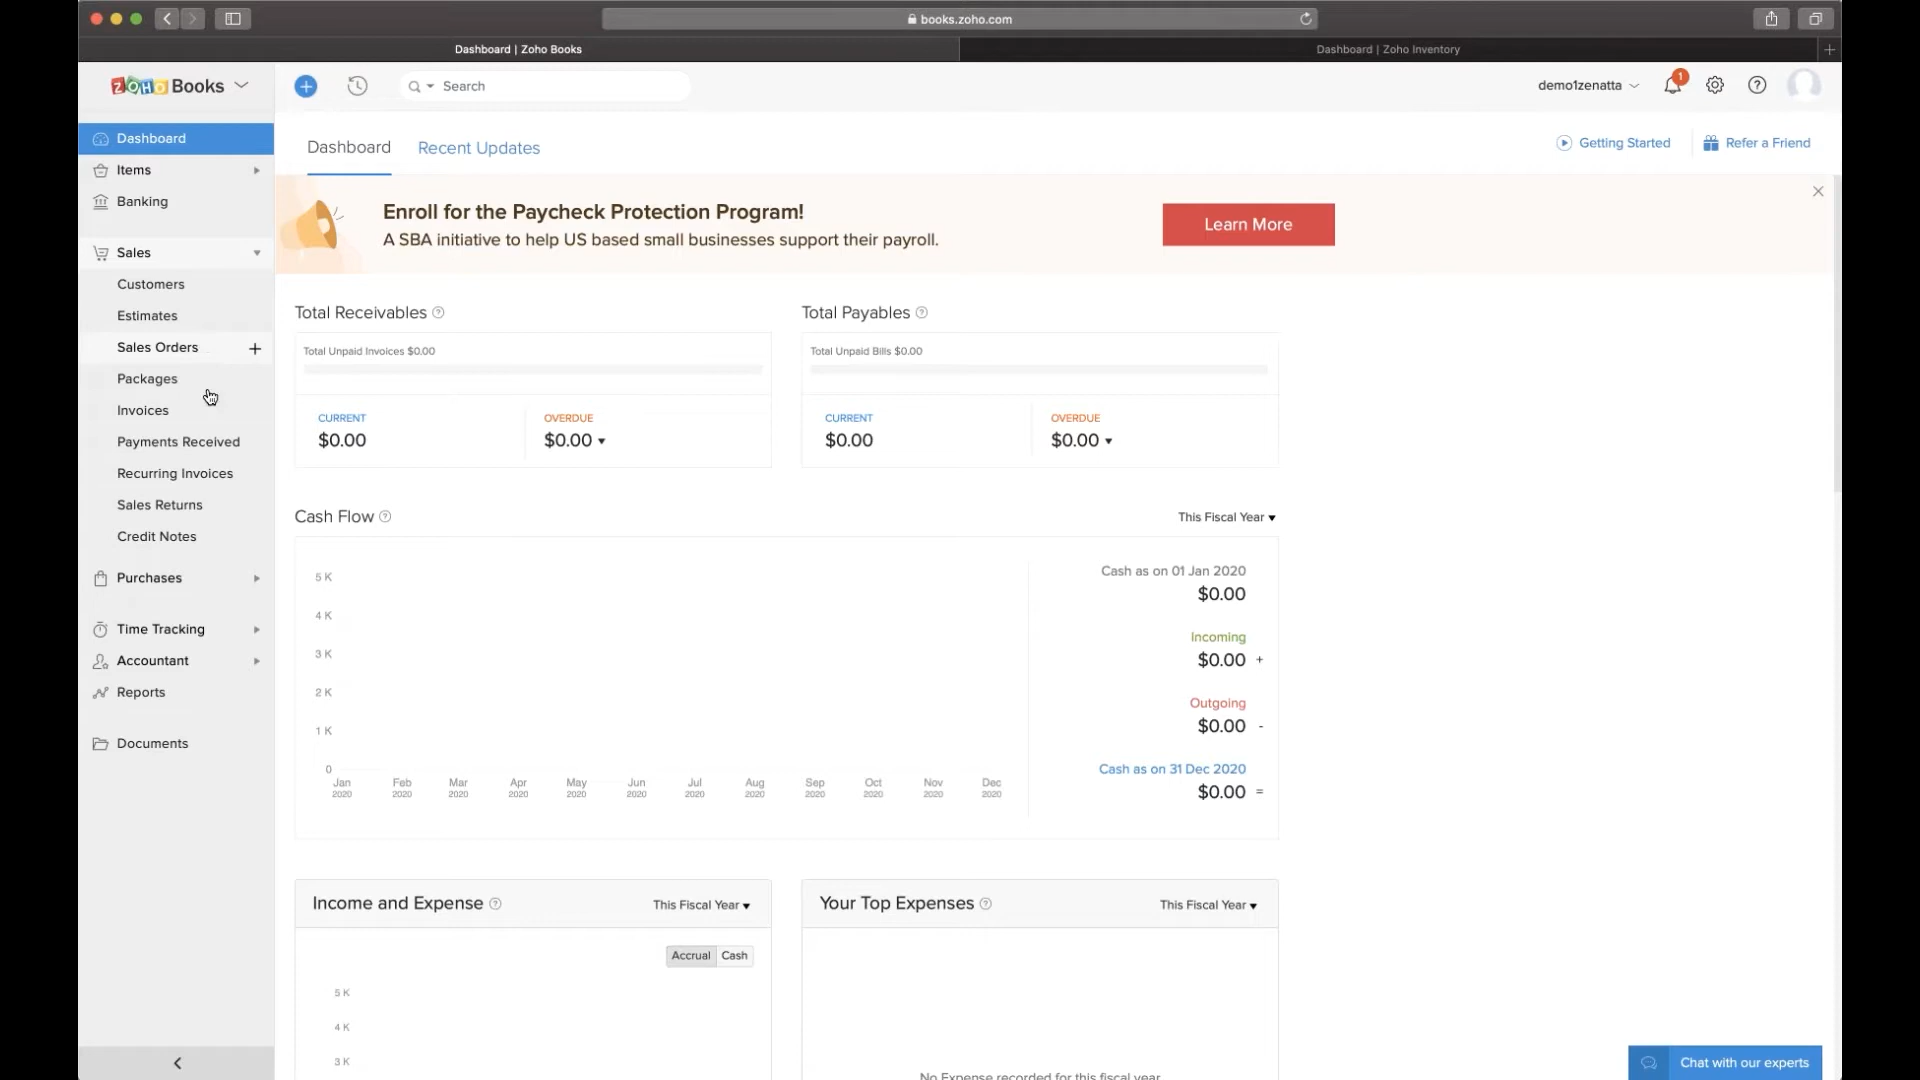 books.zoho.com
Dashboard | Zoho Books
Dashboard | Zoho Inventory
ZOHO Books
Search
demo1zenatta
1
Dashboard
Items
Banking
Sales
Customers
Estimates
Sales Orders
Packages
Invoices
Payments Received
Recurring Invoices
Sales Returns
Credit Notes
Purchases
Time Tracking
Accountant
Reports
Documents
Dashboard
Recent Updates
Getting Started
Refer a Friend
Enroll for the Paycheck Protection Program!
A SBA initiative to help US based small businesses support their payroll.
Learn More
Total Receivables
Total Unpaid Invoices $0.00
CURRENT
$0.00
OVERDUE
$0.00
Total Payables
Total Unpaid Bills $0.00
CURRENT
$0.00
OVERDUE
$0.00
Cash Flow
This Fiscal Year
5 K
4 K
3 K
2 K
1 K
0
Jan Feb Mar Apr May Jun Jul Aug Sep Oct Nov Dec
2020 2020 2020 2020 2020 2020 2020 2020 2020 2020 2020 2020
Cash as on 01 Jan 2020
$0.00
Incoming
$0.00 +
Outgoing
$0.00 -
Cash as on 31 Dec 2020
$0.00 =
Income and Expense
This Fiscal Year
Accrual Cash
5 K
4 K
3 K
Your Top Expenses
This Fiscal Year
No Expense recorded for this fiscal year
Chat with our experts